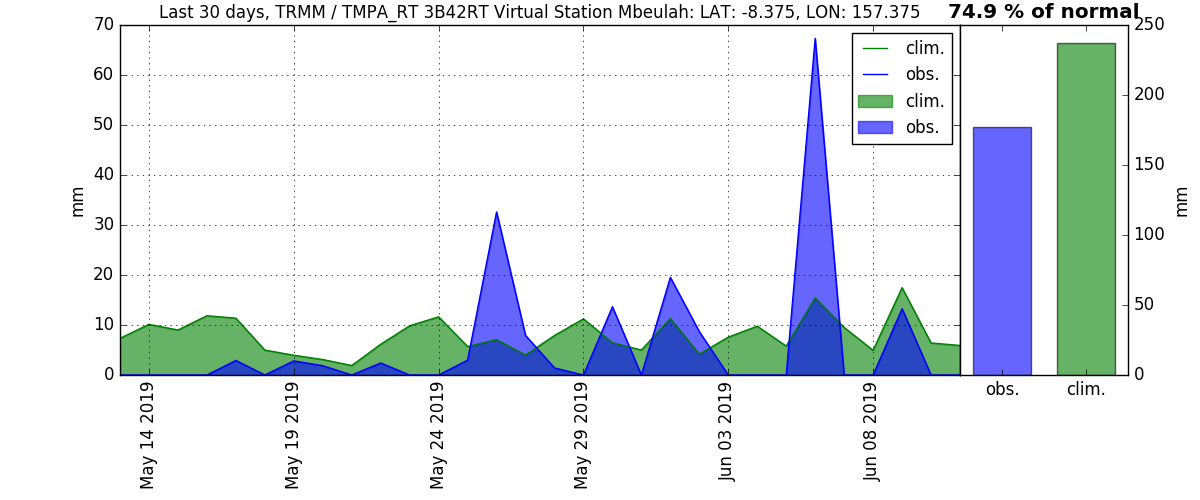 Last 30 days, TRMM / TMPA_RT 3B42RT Virtual Station Mbeulah: LAT: -8.375, LON: 157.375
74.9 % of normal
70
60
50
40
30
20
10
0
mm
clim.
obs.
clim.
obs.
May 14 2019
May 19 2019
May 24 2019
May 29 2019
Jun 03 2019
Jun 08 2019
250
200
150
100
50
0
mm
obs.
clim.